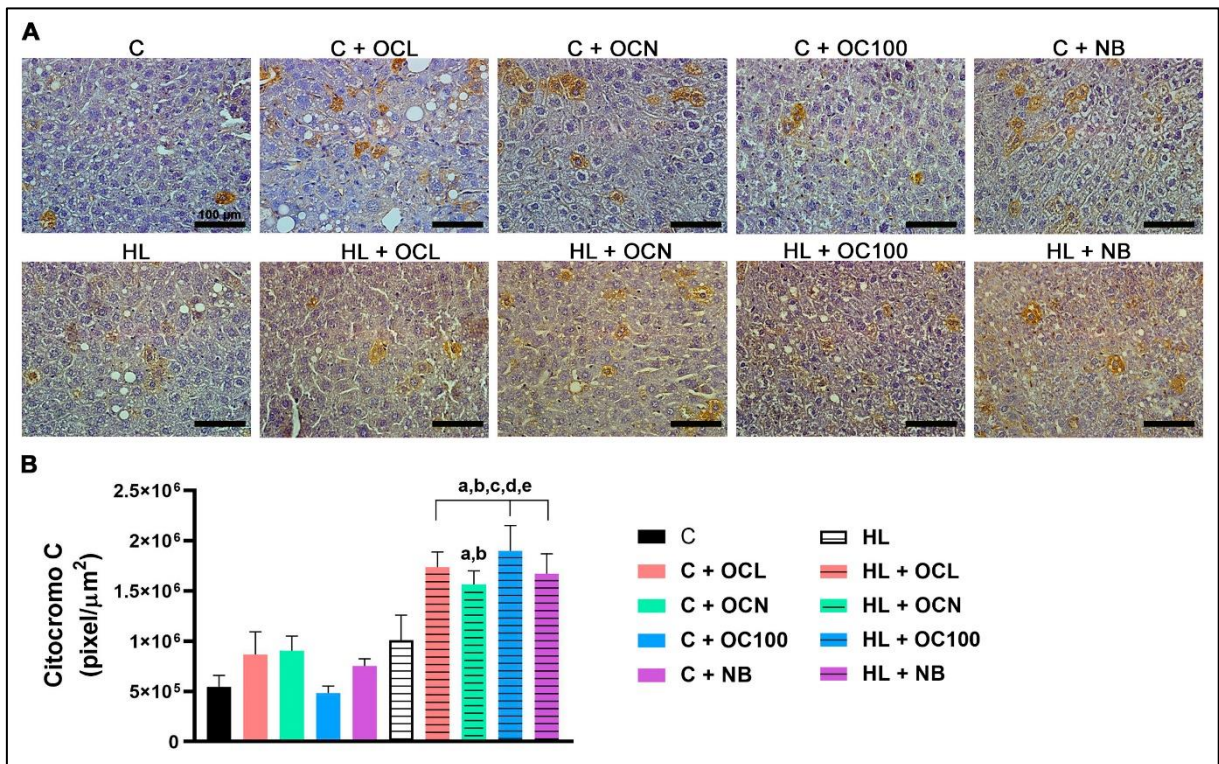 A
C C + OCL C + OCN C + OC100 C + NB
100 µm
HL HL + OCL HL + OCN HL + OC100 HL + NB
B
Citocromo C
(pixel/µm²)
2.5×10⁶
2×10⁶
1.5×10⁶
1×10⁶
5×10⁵
0
a,b,c,d,e
a,b
C HL
C + OCL HL + OCL
C + OCN HL + OCN
C + OC100 HL + OC100
C + NB HL + NB